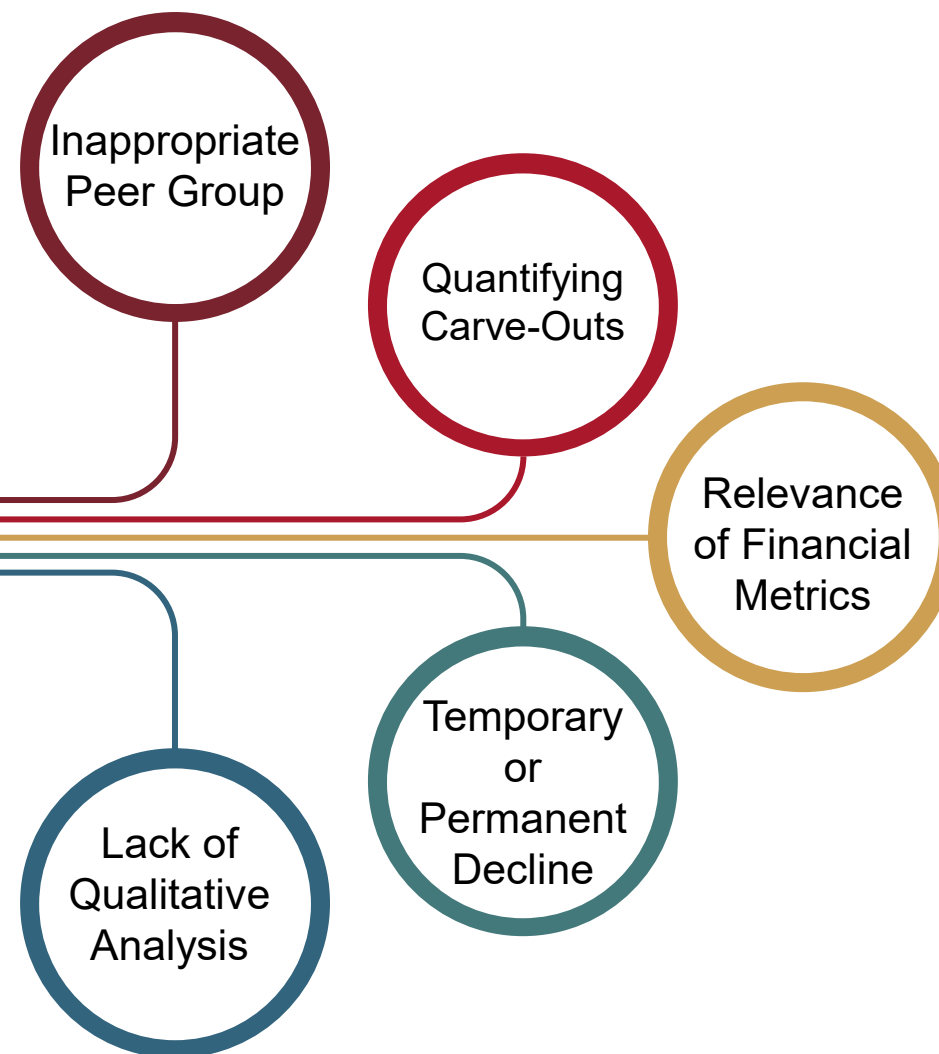 Inappropriate
Peer Group
Quantifying
Carve-Outs
Relevance
of Financial
Metrics
Temporary
or
Permanent
Decline
Lack of
Qualitative
Analysis